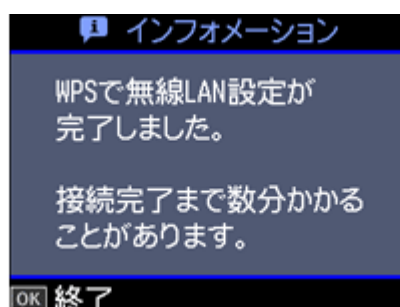 インフォメーション
WPSで無線LAN設定が
完了しました。
接続完了まで数分かかる
ことがあります。
OK 終了